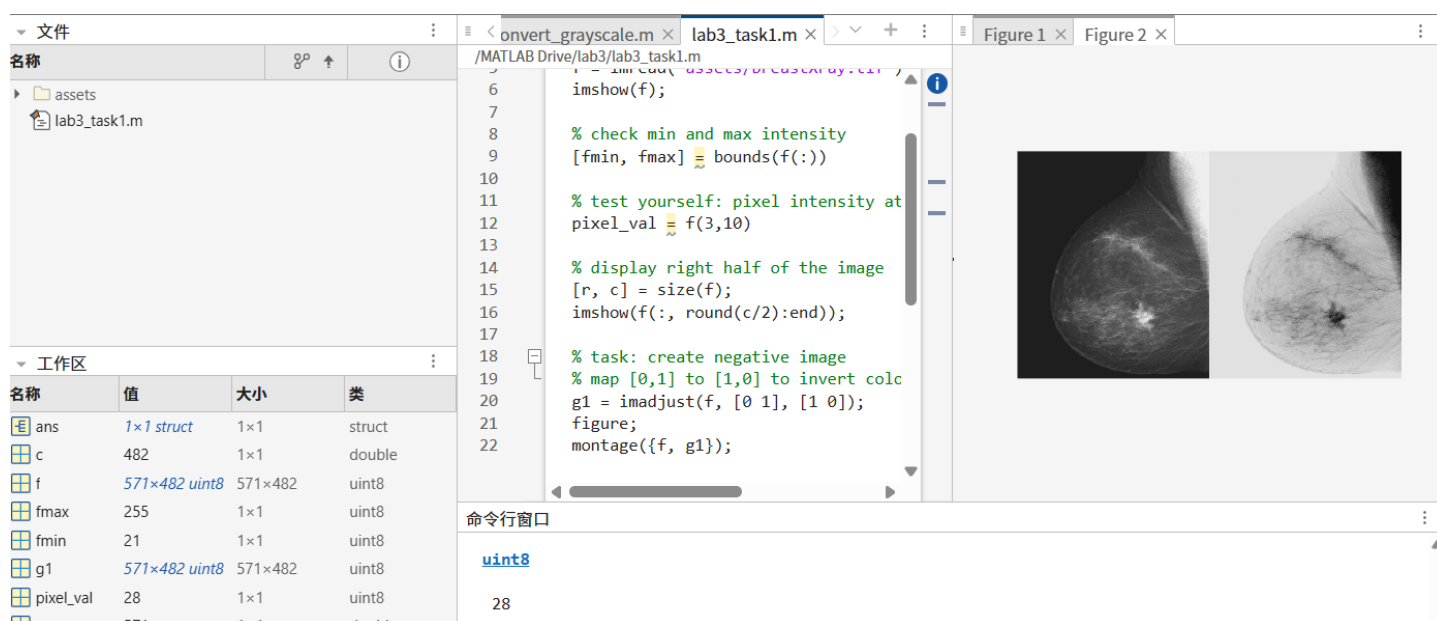 文件
名称
assets
lab3_task1.m
工作区
名称 值 大小 类
ans 1×1 struct 1×1 struct
c 482 1×1 double
f 571×482 uint8 571×482 uint8
fmax 255 1×1 uint8
fmin 21 1×1 uint8
g1 571×482 uint8 571×482 uint8
pixel_val 28 1×1 uint8
onvert_grayscale.m × lab3_task1.m ×
/MATLAB Drive/lab3/lab3_task1.m
5 f = imread('assets/breastXray.tif')
6 imshow(f);
7
8 % check min and max intensity
9 [fmin, fmax] = bounds(f(:))
10
11 % test yourself: pixel intensity at
12 pixel_val = f(3,10)
13
14 % display right half of the image
15 [r, c] = size(f);
16 imshow(f(:, round(c/2):end));
17
18 % task: create negative image
19 % map [0,1] to [1,0] to invert colo
20 g1 = imadjust(f, [0 1], [1 0]);
21 figure;
22 montage({f, g1});
Figure 1 × Figure 2 ×
命令行窗口
uint8
28